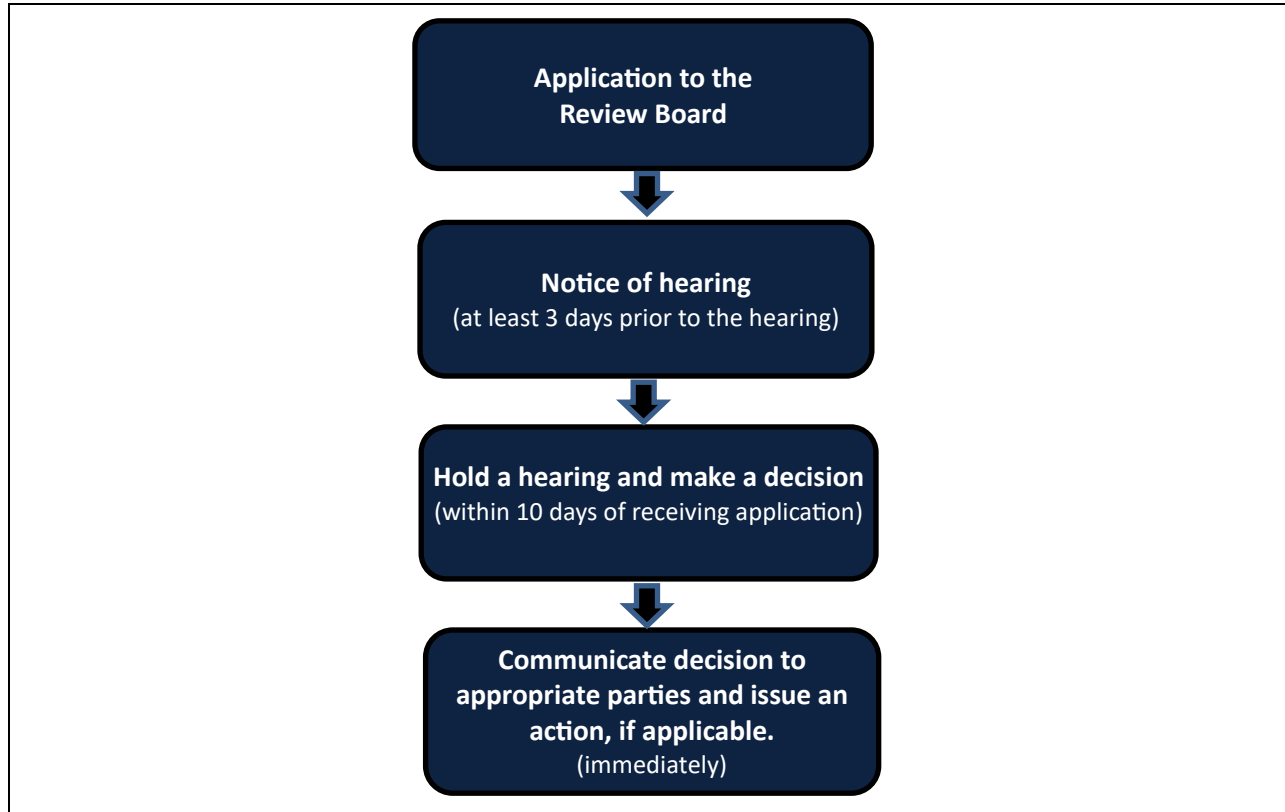 Application to the
Review Board
Notice of hearing
(at least 3 days prior to the hearing)
Hold a hearing and make a decision
(within 10 days of receiving application)
Communicate decision to
appropriate parties and issue an
action, if applicable.
(immediately)